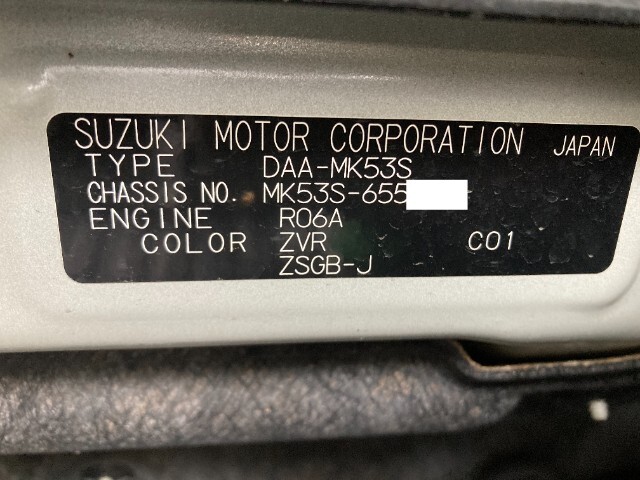 SUZUKI MOTOR CORPORATION JAPAN
TYPE DAA-MK53S
CHASSIS NO. MK53S-655
ENGINE R06A
COLOR ZVR C01
ZSGB-J